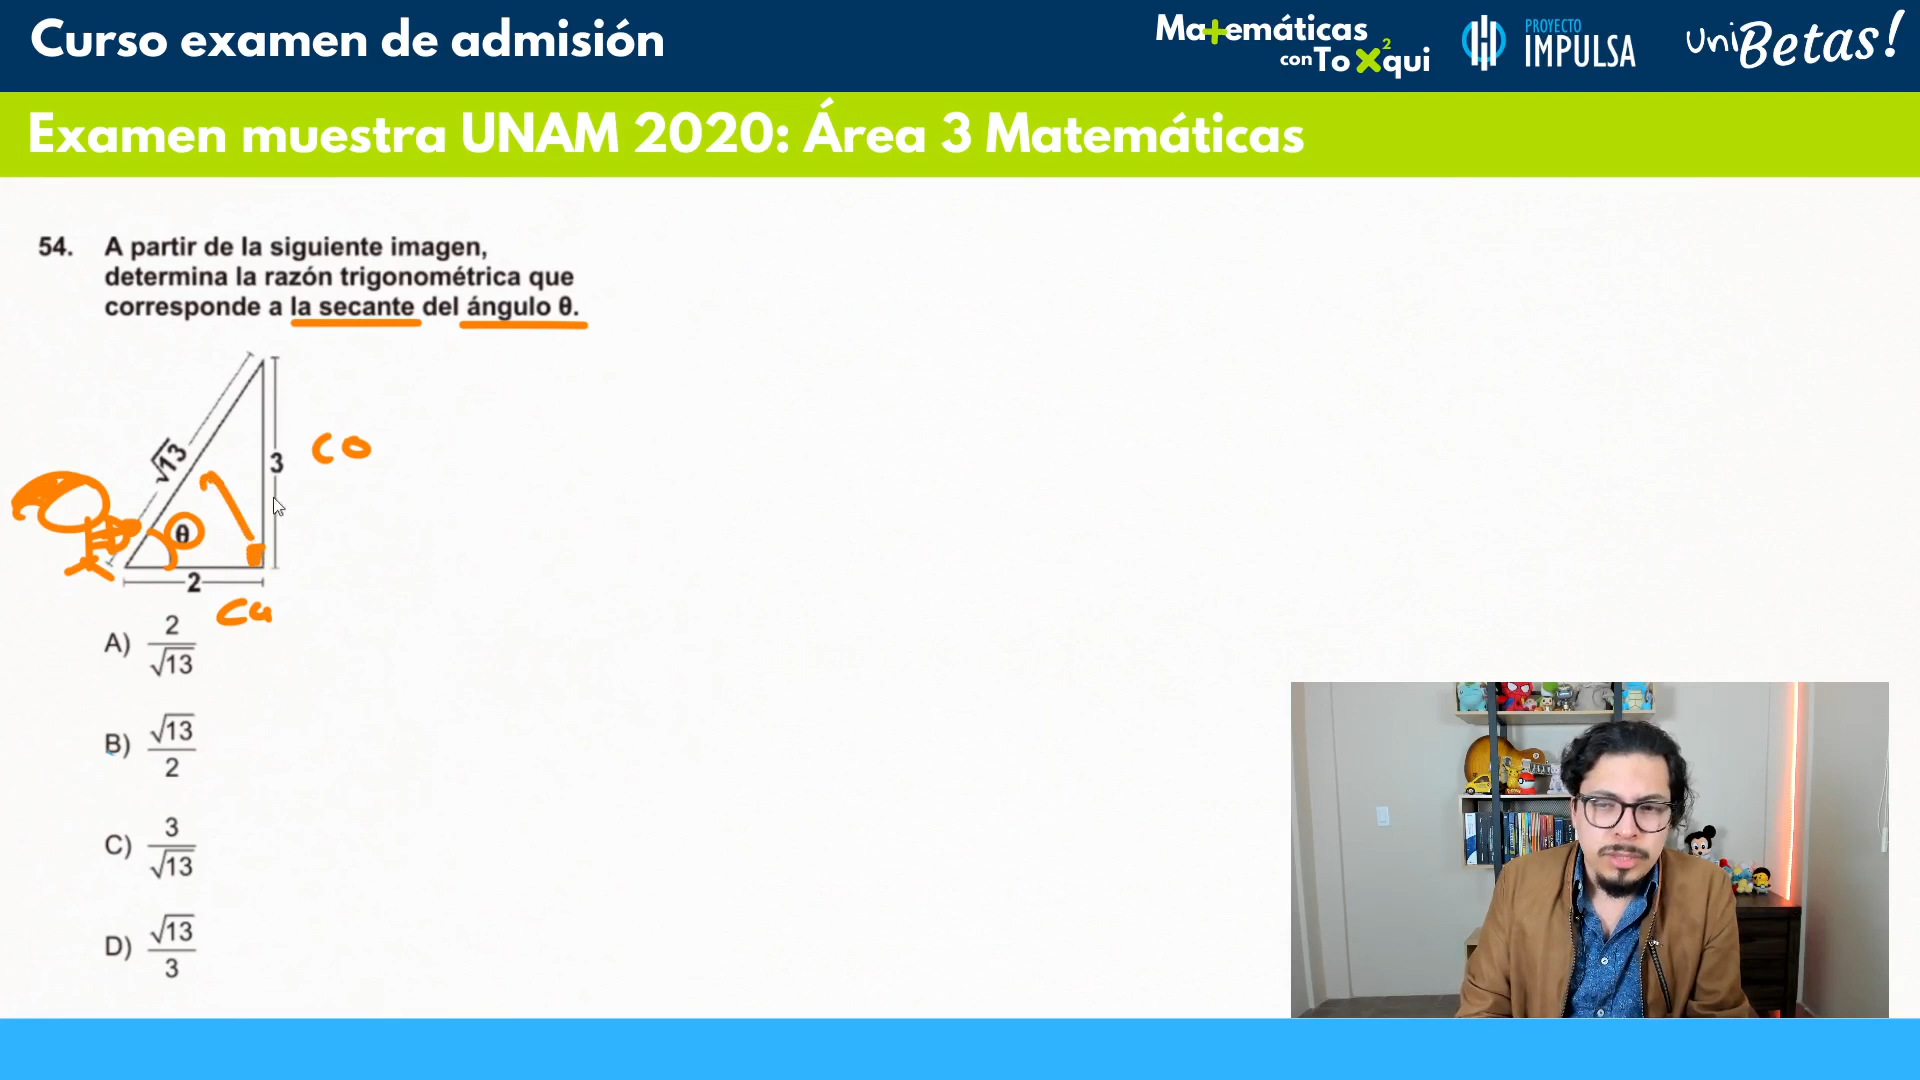 Curso examen de admisión
Matemáticas
con Toxqui
2
PROYECTO
IMPULSA
uniBetas!
Examen muestra UNAM 2020: Área 3 Matemáticas
54. A partir de la siguiente imagen,
determina la razón trigonométrica que
corresponde a la secante del ángulo θ.
√13
3
co
θ
2
ca
A) 2/√13
B) √13/2
C) 3/√13
D) √13/3